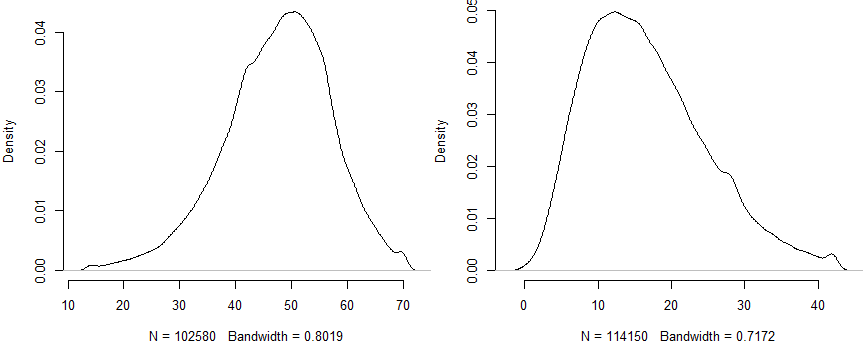 Density
0.00 0.01 0.02 0.03 0.04
10 20 30 40 50 60 70
N = 102580 Bandwidth = 0.8019
Density
0.00 0.01 0.02 0.03 0.04 0.05
0 10 20 30 40
N = 114150 Bandwidth = 0.7172